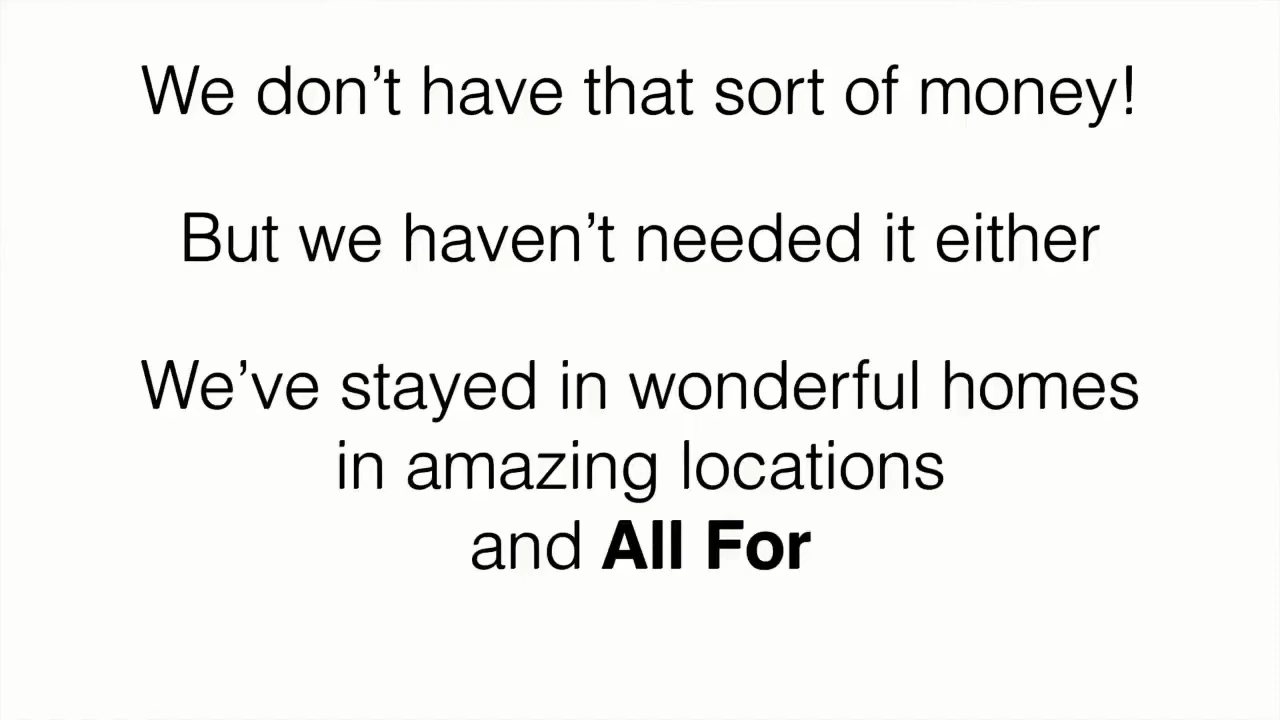 We don’t have that sort of money!
But we haven’t needed it either
We’ve stayed in wonderful homes
in amazing locations
and All For